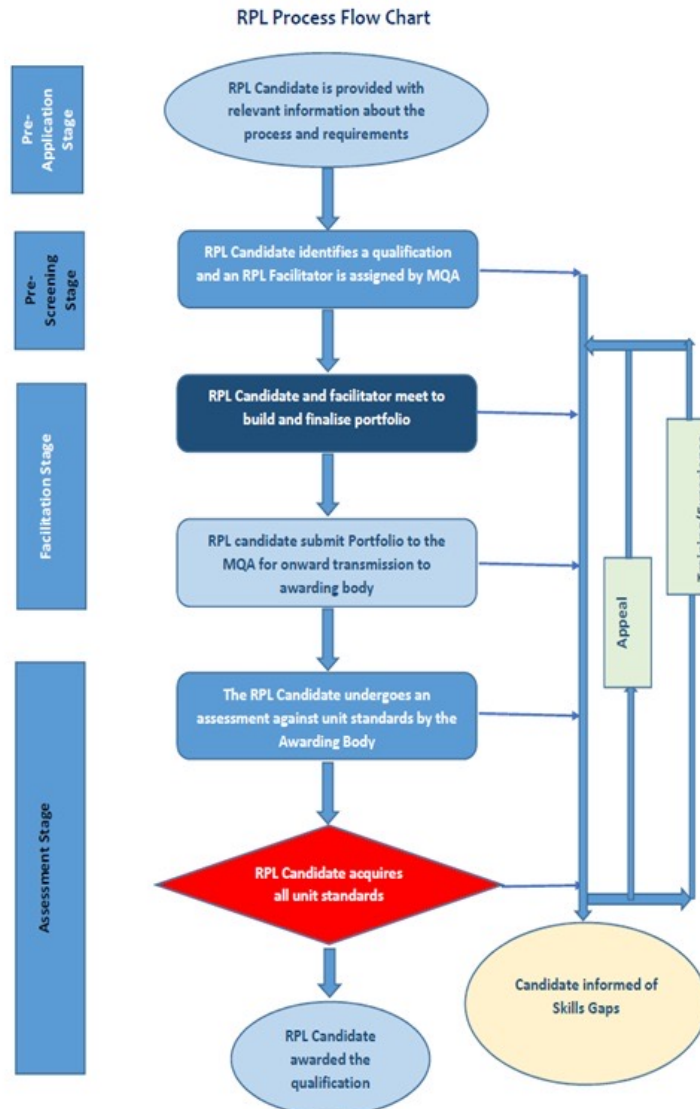 RPL Process Flow Chart
Pre-
Application
Stage
RPL Candidate is provided with
relevant information about the
process and requirements
Pre-
Screening
Stage
RPL Candidate identifies a qualification
and an RPL Facilitator is assigned by MQA
Facilitation Stage
RPL Candidate and facilitator meet to
build and finalise portfolio
RPL candidate submit Portfolio to the
MQA for onward transmission to
awarding body
Appeal
Assessment Stage
The RPL Candidate undergoes an
assessment against unit standards by the
Awarding Body
RPL Candidate acquires
all unit standards
Candidate informed of
Skills Gaps
RPL Candidate
awarded the
qualification